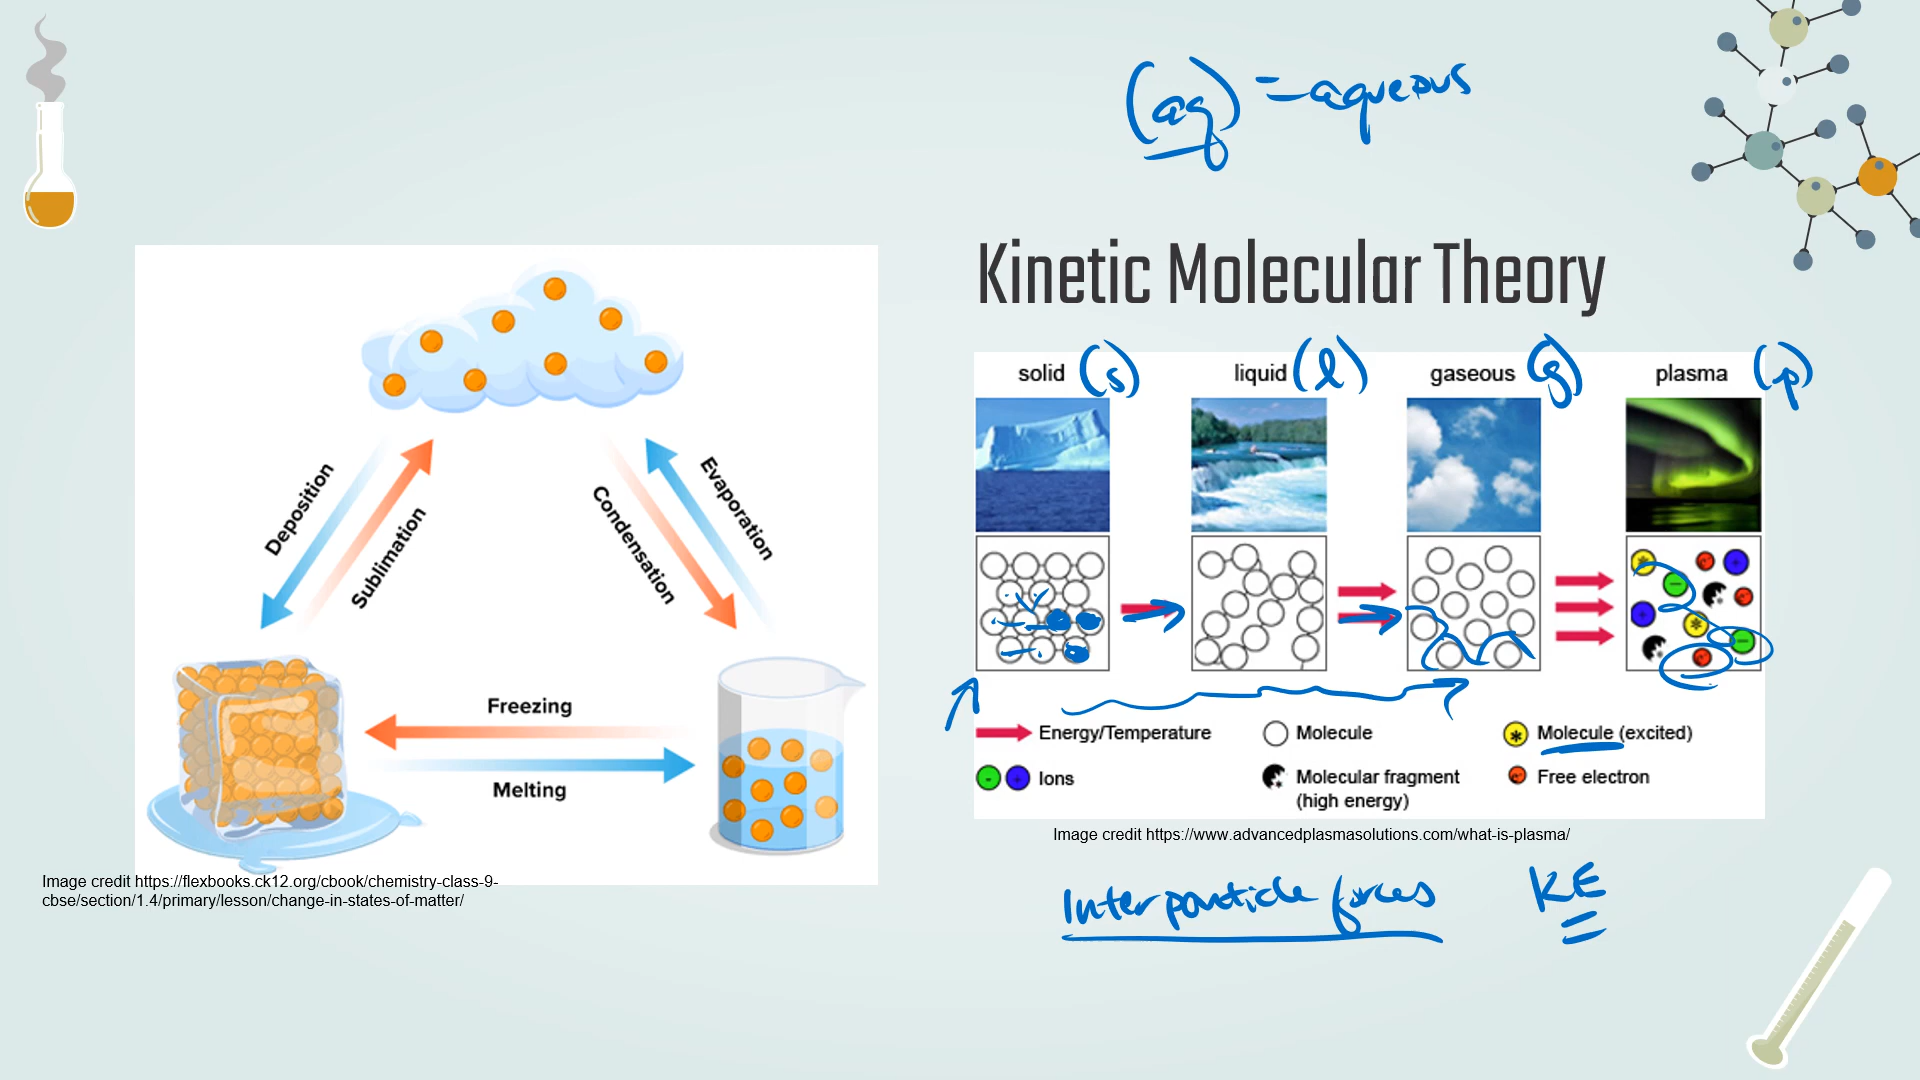 (aq) = aqueous
Kinetic Molecular Theory
solid (s) liquid (l) gaseous (g) plasma (p)
Deposition
Sublimation
Condensation
Evaporation
Freezing
Melting
Energy/Temperature
Molecule
Molecule (excited)
Ions
Molecular fragment
(high energy)
Free electron
Image credit https://www.advancedplasmasolutions.com/what-is-plasma/
Image credit https://flexbooks.ck12.org/cbook/chemistry-class-9-
cbse/section/1.4/primary/lesson/change-in-states-of-matter/
Interparticle forces KE